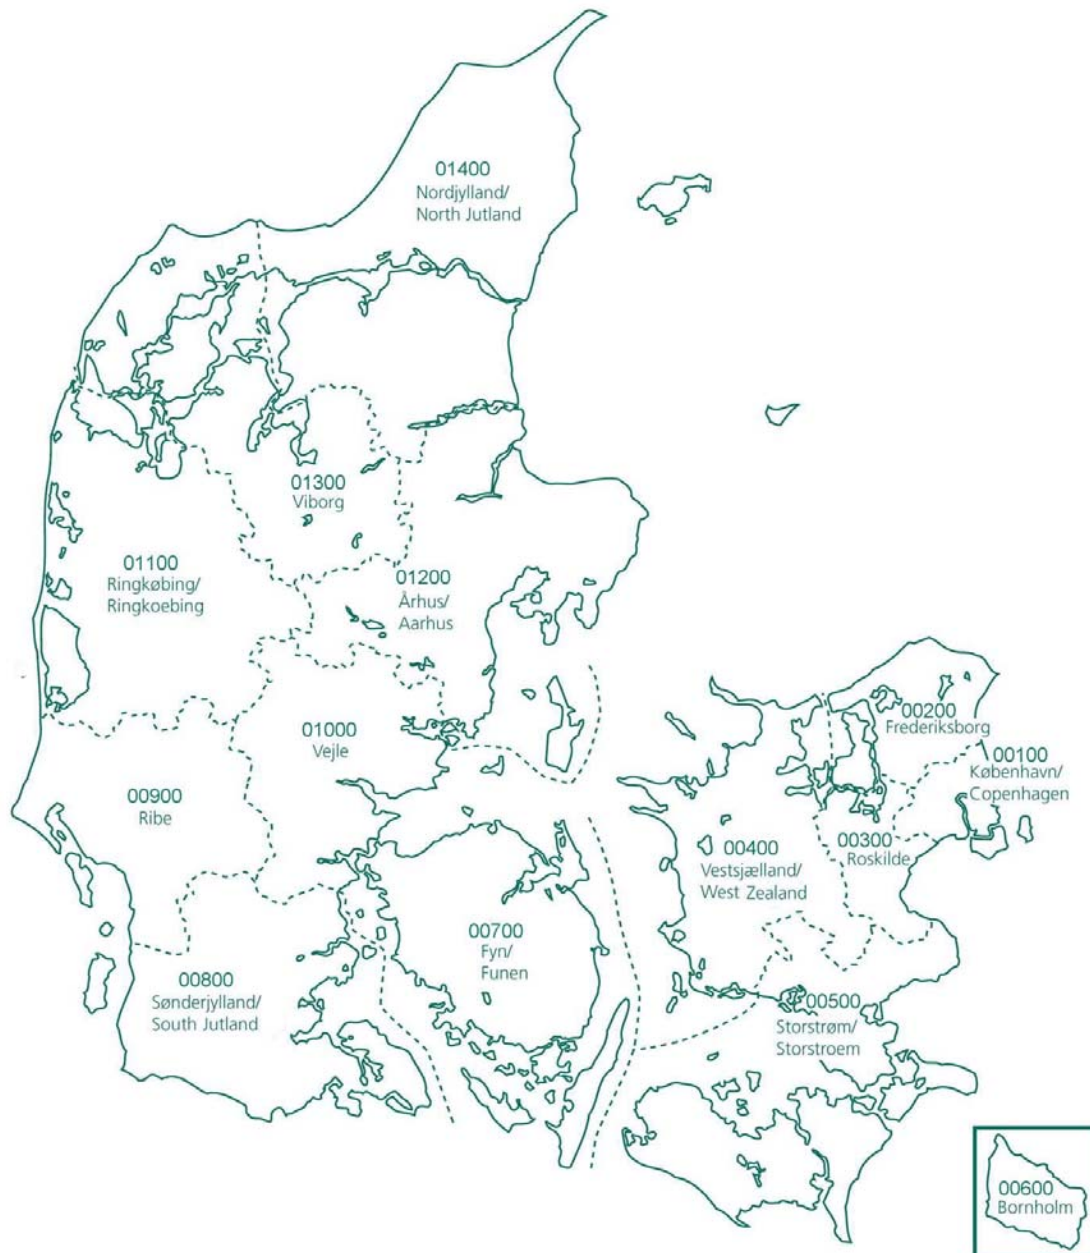 01400
Nordjylland/
North Jutland
01300
Viborg
01100
Ringkøbing/
Ringkoebing
01200
Århus/
Aarhus
00200
Frederiksborg
01000
Vejle
00100
København/
Copenhagen
00900
Ribe
00300
Roskilde
00400
Vestsjælland/
West Zealand
00700
Fyn/
Funen
00800
Sønderjylland/
South Jutland
00500
Storstrøm/
Storstroem
00600
Bornholm